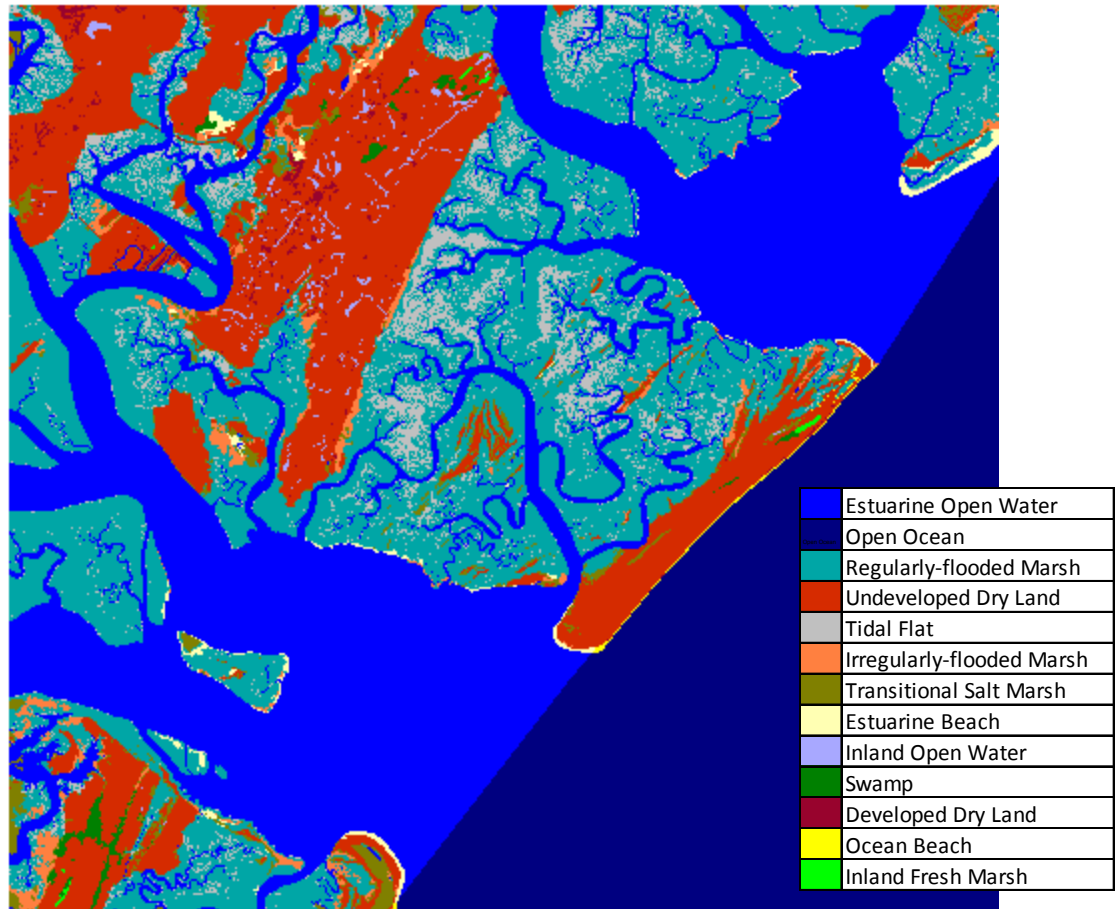 Estuarine Open Water
Open Ocean
Regularly-flooded Marsh
Undeveloped Dry Land
Tidal Flat
Irregularly-flooded Marsh
Transitional Salt Marsh
Estuarine Beach
Inland Open Water
Swamp
Developed Dry Land
Ocean Beach
Inland Fresh Marsh